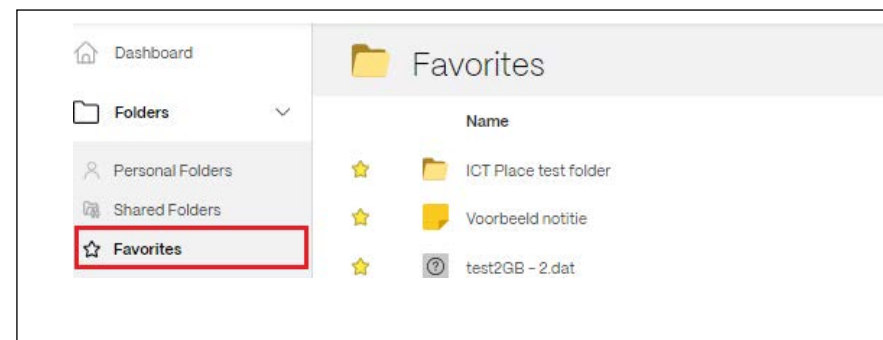 Dashboard
Folders
Personal Folders
Shared Folders
Favorites
Favorites
Name
ICT Place test folder
Voorbeeld notitie
test2GB - 2.dat